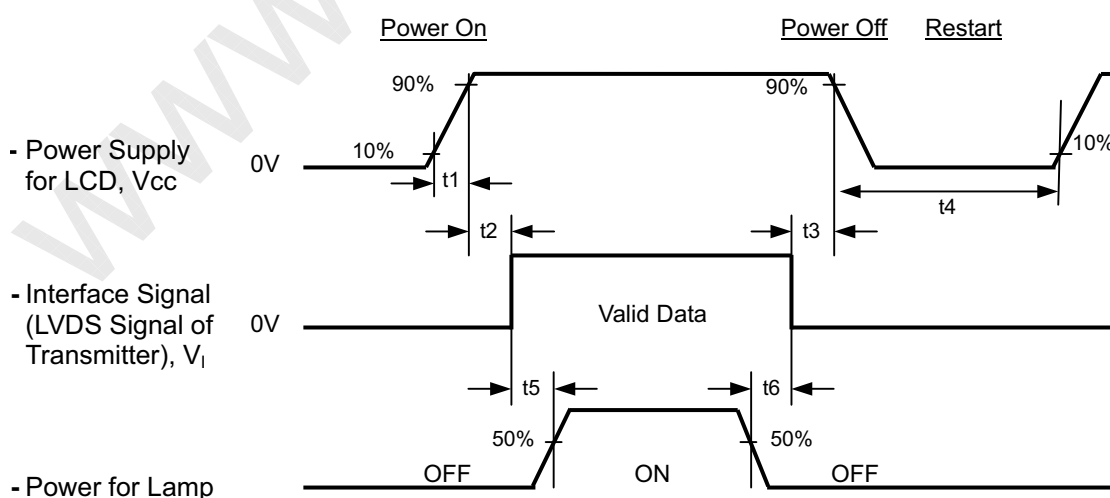 Power On
Power Off Restart
90%
90%
- Power Supply
for LCD, Vcc
0V
10%
10%
t1
t4
t2
t3
- Interface Signal
(LVDS Signal of
Transmitter), VI
0V
Valid Data
t5
t6
50%
50%
- Power for Lamp
OFF
ON
OFF
www.